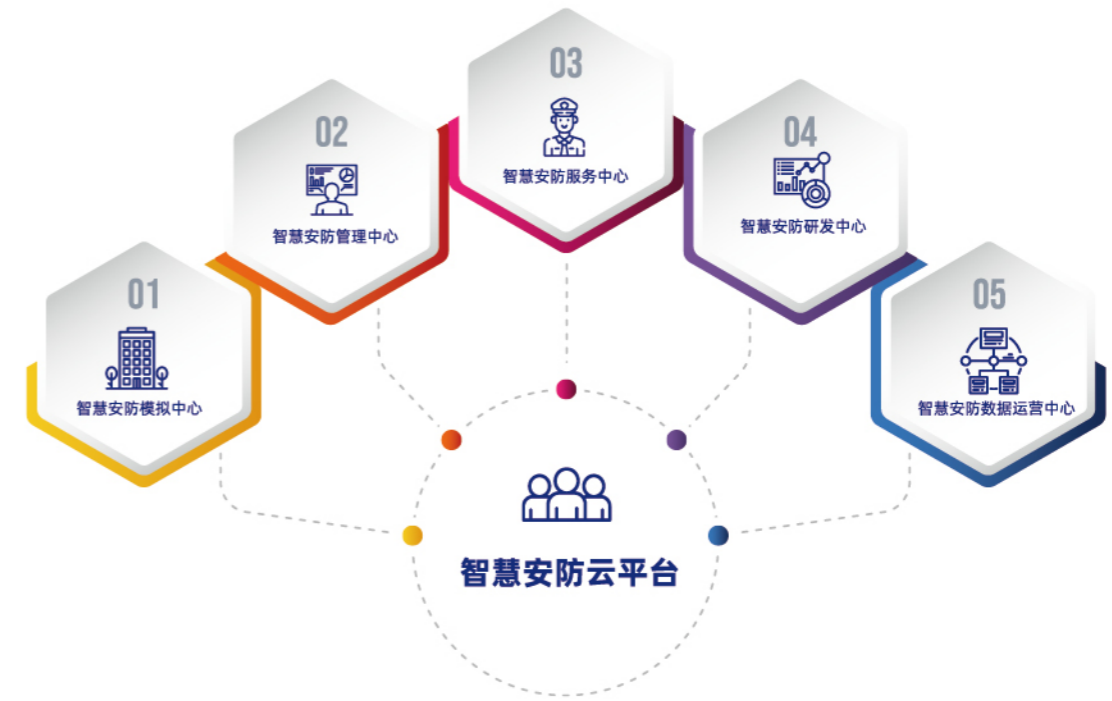 01
智慧安防模拟中心
02
智慧安防管理中心
03
智慧安防服务中心
04
智慧安防研发中心
05
智慧安防数据运营中心
智慧安防云平台